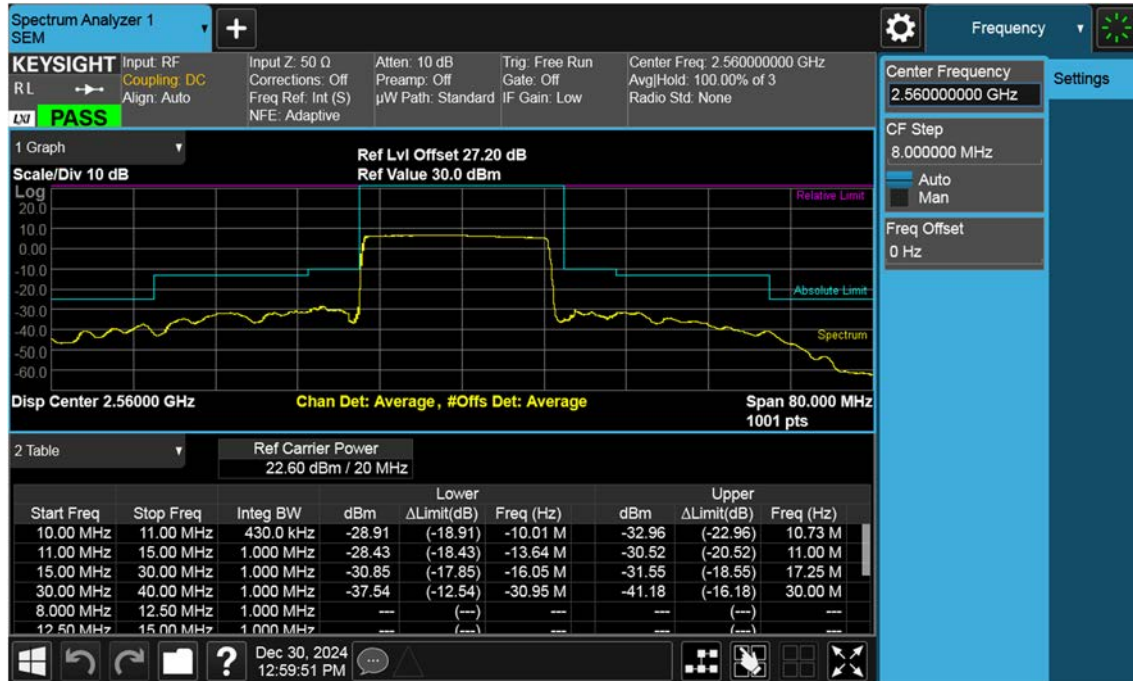 Spectrum Analyzer 1
SEM
Frequency
KEYSIGHT
RL
LXI
PASS
Input: RF
Coupling: DC
Align: Auto
Input Z: 50 Ω
Corrections: Off
Freq Ref: Int (S)
NFE: Adaptive
Atten: 10 dB
Preamp: Off
µW Path: Standard
Trig: Free Run
Gate: Off
IF Gain: Low
Center Freq: 2.560000000 GHz
Avg|Hold: 100.00% of 3
Radio Std: None
Center Frequency
2.560000000 GHz
Settings
CF Step
8.000000 MHz
Auto
Man
Freq Offset
0 Hz
1 Graph
Scale/Div 10 dB
Ref Lvl Offset 27.20 dB
Ref Value 30.0 dBm
Log
20.0
10.0
0.00
-10.0
-20.0
-30.0
-40.0
-50.0
-60.0
Relative Limit
Absolute Limit
Spectrum
Disp Center 2.56000 GHz
Chan Det: Average, #Offs Det: Average
Span 80.000 MHz
1001 pts
2 Table
Ref Carrier Power
22.60 dBm / 20 MHz
Lower Upper
Start Freq Stop Freq Integ BW dBm ΔLimit(dB) Freq (Hz) dBm ΔLimit(dB) Freq (Hz)
10.00 MHz 11.00 MHz 430.0 kHz -28.91 (-18.91) -10.01 M -32.96 (-22.96) 10.73 M
11.00 MHz 15.00 MHz 1.000 MHz -28.43 (-18.43) -13.64 M -30.52 (-20.52) 11.00 M
15.00 MHz 30.00 MHz 1.000 MHz -30.85 (-17.85) -16.05 M -31.55 (-18.55) 17.25 M
30.00 MHz 40.00 MHz 1.000 MHz -37.54 (-12.54) -30.95 M -41.18 (-16.18) 30.00 M
8.000 MHz 12.50 MHz 1.000 MHz --- (---) --- --- (---) ---
12.50 MHz 15.00 MHz 1.000 MHz --- (---) --- --- (---) ---
?
Dec 30, 2024
12:59:51 PM